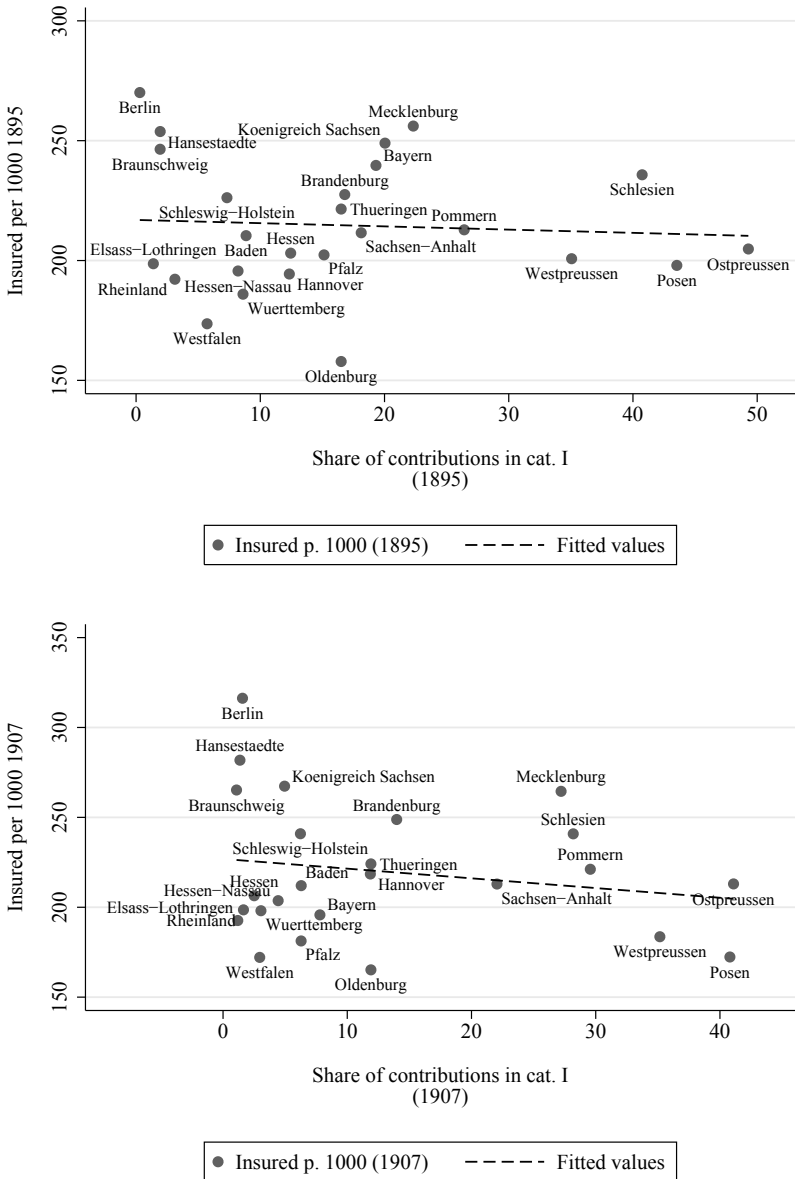 300
250
200
150
Insured per 1000 1895
Berlin
Hansestaedte
Braunschweig
Mecklenburg
Koenigreich Sachsen
Bayern
Brandenburg
Schlesien
Schleswig−Holstein
Thueringen
Pommern
Elsass−Lothringen
Baden
Hessen
Sachsen−Anhalt
Ostpreussen
Rheinland
Hessen−Nassau
Pfalz
Hannover
Westpreussen
Posen
Wuerttemberg
Westfalen
Oldenburg
0 10 20 30 40 50
Share of contributions in cat. I
(1895)
Insured p. 1000 (1895) Fitted values
350
300
250
200
150
Insured per 1000 1907
Berlin
Hansestaedte
Koenigreich Sachsen
Mecklenburg
Braunschweig
Brandenburg
Schlesien
Schleswig−Holstein
Thueringen
Pommern
Hessen
Baden
Hannover
Hessen−Nassau
Sachsen−Anhalt
Ostpreussen
Elsass−Lothringen
Bayern
Rheinland
Wuerttemberg
Westpreussen
Westfalen
Pfalz
Posen
Oldenburg
0 10 20 30 40
Share of contributions in cat. I
(1907)
Insured p. 1000 (1907) Fitted values